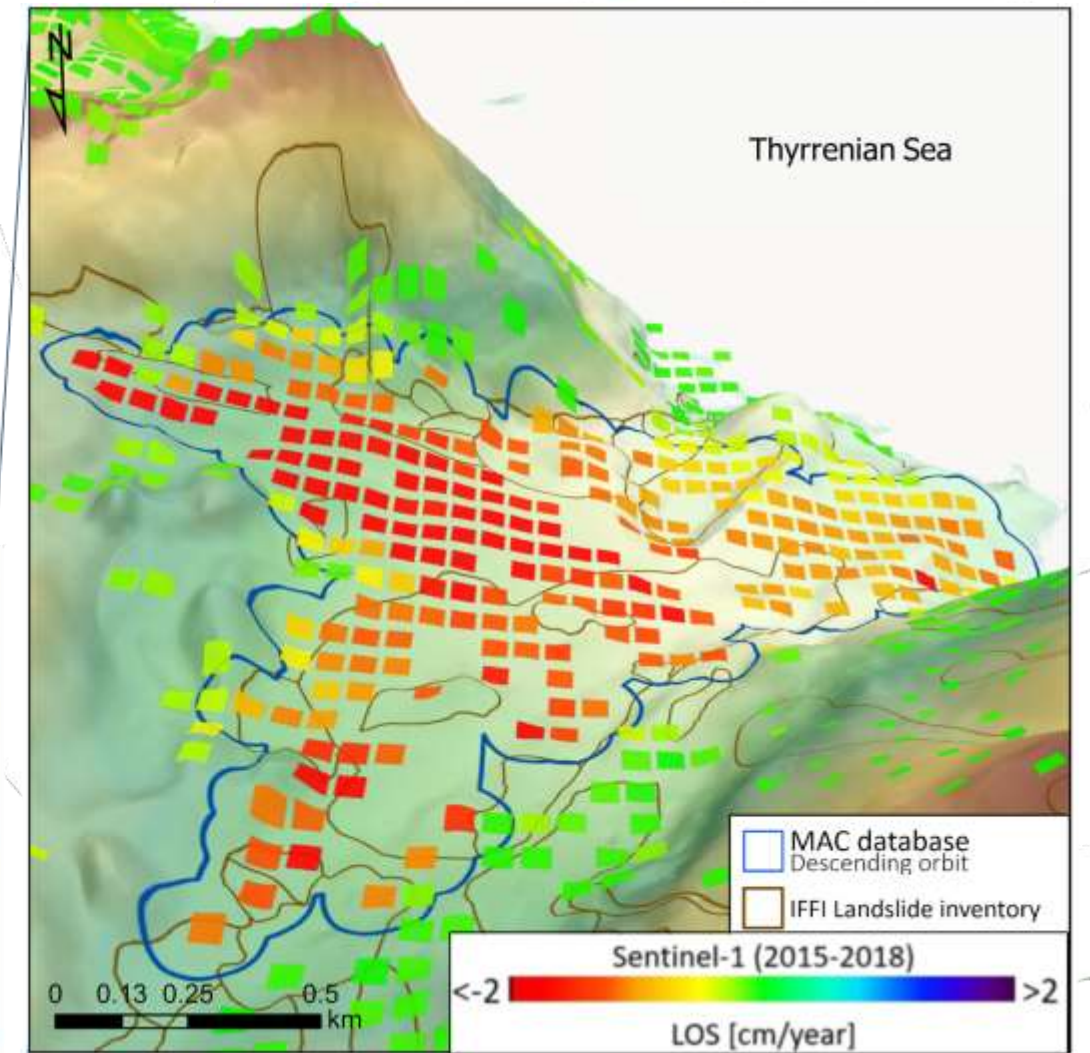 N
Thyrrenian Sea
MAC database
Descending orbit
IFFI Landslide inventory
Sentinel-1 (2015-2018)
<-2 >2
LOS [cm/year]
0 0.13 0.25 0.5
km